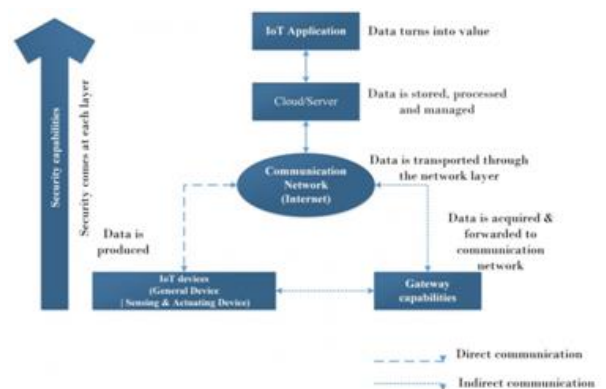 IoT Application
Data turns into value
Cloud/Server
Data is stored, processed
and managed
Communication
Network
(Internet)
Data is transported through
the network layer
Security capabilities
Security comes at each layer
Data is
produced
Data is acquired &
forwarded to
communication
network
IoT devices
(General Device
| Sensing & Actuating Device)
Gateway
capabilities
Direct communication
Indirect communication